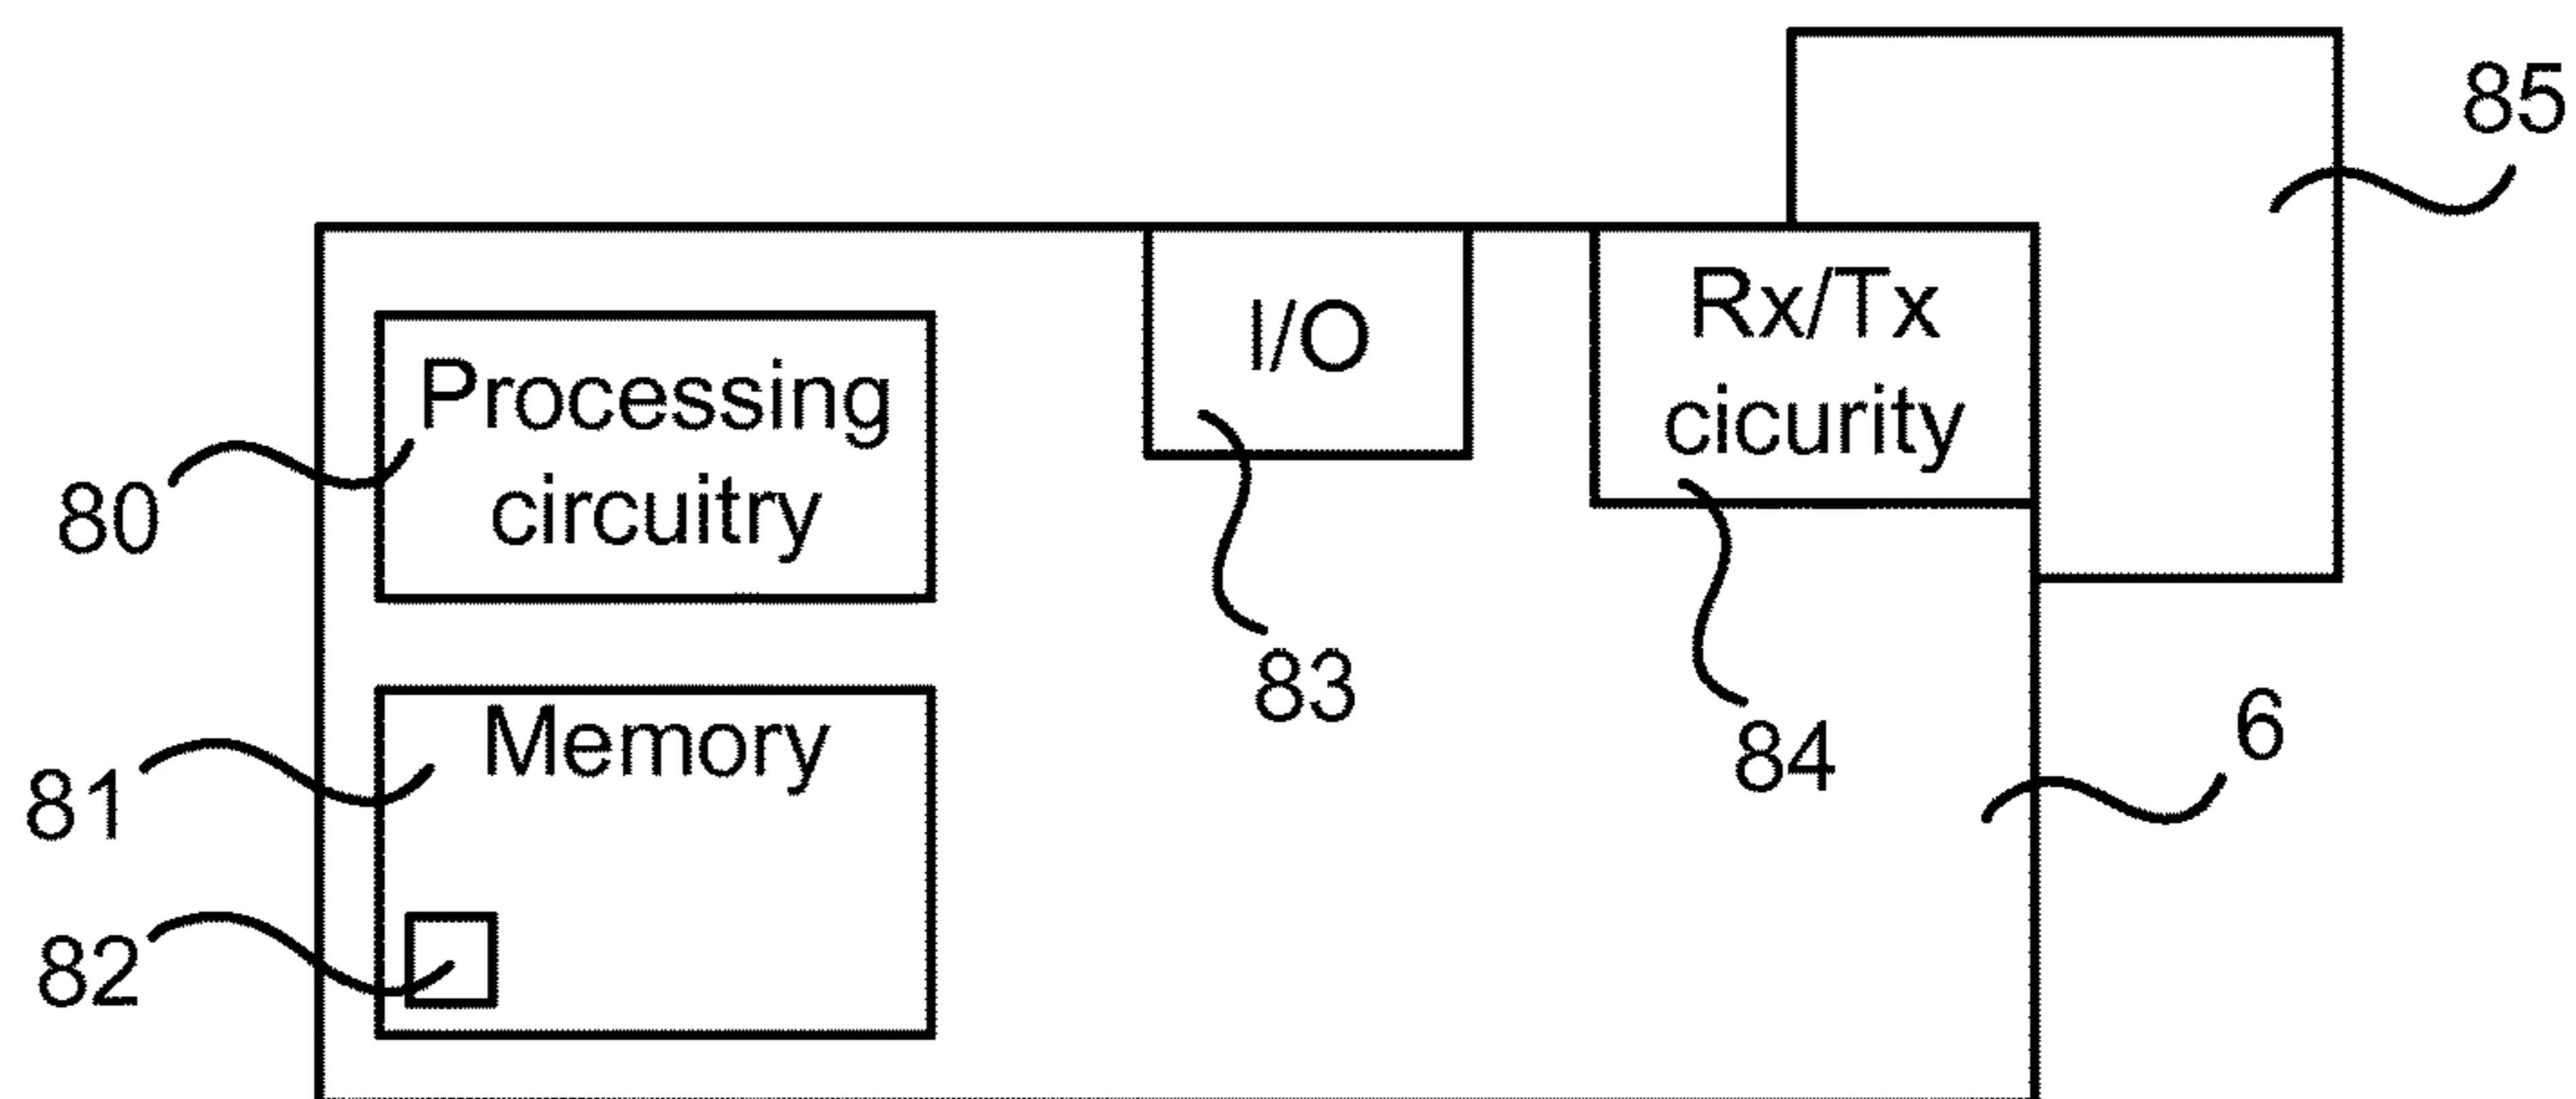 85
Rx/Tx
cicurity
I/O
Processing
circuitry
80
83
6
Memory
84
81
82